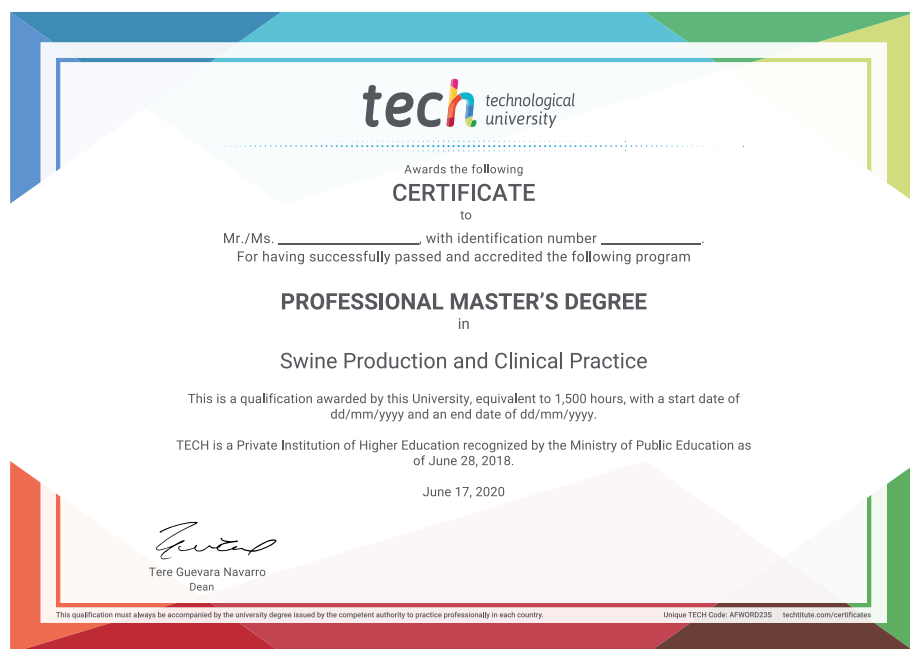 tech technological
university
Awards the following
CERTIFICATE
to
Mr./Ms. ____________________, with identification number ______________.
For having successfully passed and accredited the following program
PROFESSIONAL MASTER'S DEGREE
in
Swine Production and Clinical Practice
This is a qualification awarded by this University, equivalent to 1,500 hours, with a start date of
dd/mm/yyyy and an end date of dd/mm/yyyy.
TECH is a Private Institution of Higher Education recognized by the Ministry of Public Education as
of June 28, 2018.
June 17, 2020
Tere Guevara Navarro
Dean
This qualification must always be accompanied by the university degree issued by the competent authority to practice professionally in each country.
Unique TECH Code: AFWORD23S techtitute.com/certificates